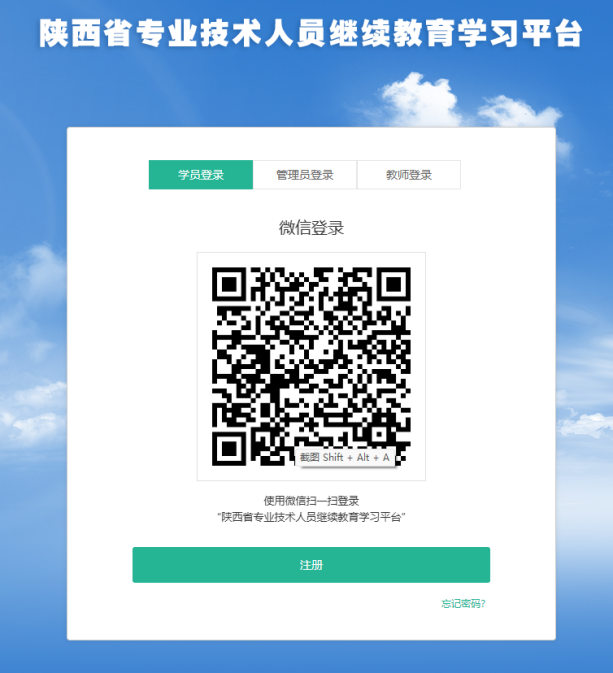 陕西省专业技术人员继续教育学习平台
学员登录 管理员登录 教师登录
微信登录
截图 Shift + Alt + A
使用微信扫一扫登录
“陕西省专业技术人员继续教育学习平台”
注册
忘记密码？